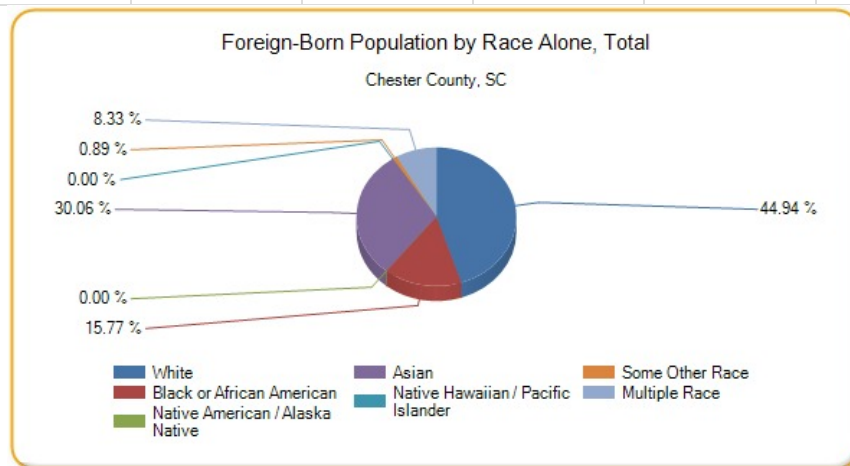 Foreign-Born Population by Race Alone, Total
Chester County, SC
8.33 %
0.89 %
0.00 %
30.06 %
44.94 %
0.00 %
15.77 %
White
Asian
Some Other Race
Black or African American
Native Hawaiian / Pacific
Islander
Multiple Race
Native American / Alaska
Native